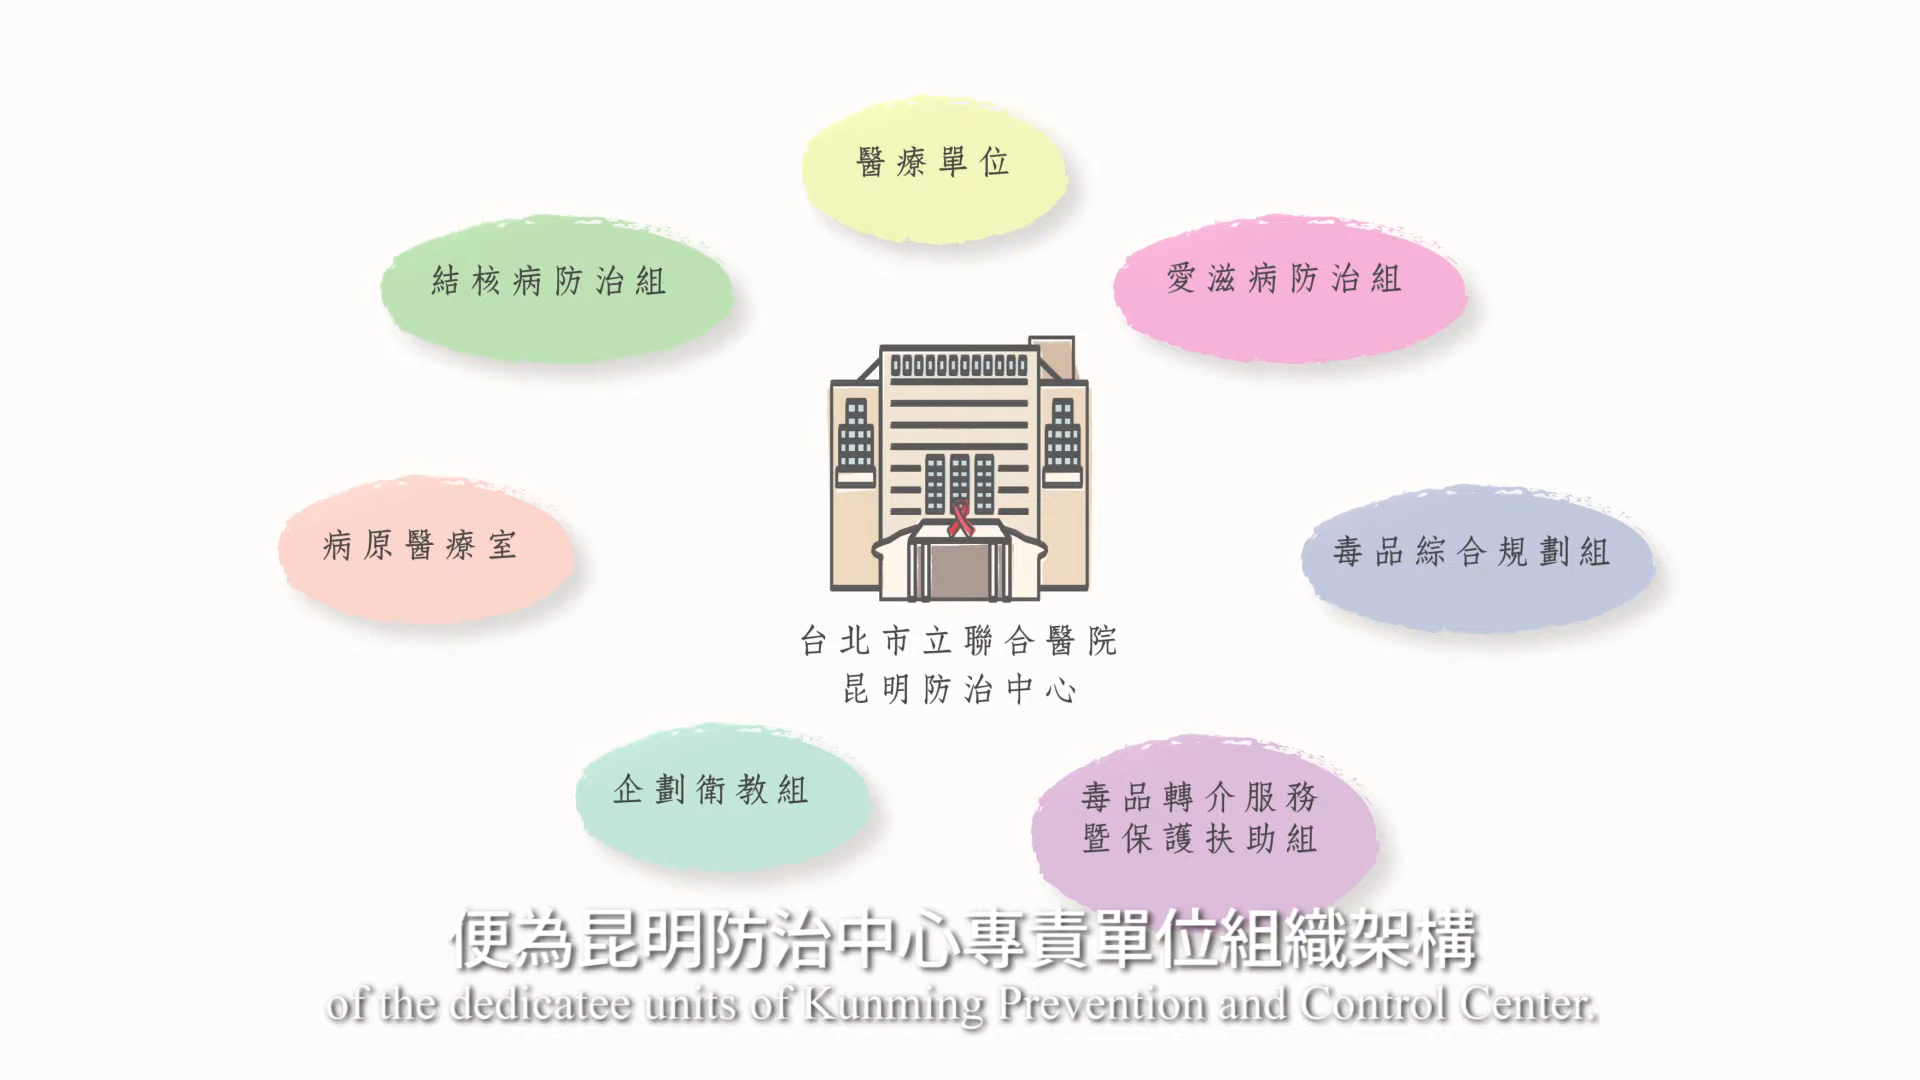 醫療單位
結核病防治組
愛滋病防治組
病原醫療室
毒品綜合規劃組
台北市立聯合醫院
昆明防治中心
企劃衛教組
毒品轉介服務
暨保護扶助組
便為昆明防治中心專責單位組織架構
of the dedicatee units of Kunming Prevention and Control Center.